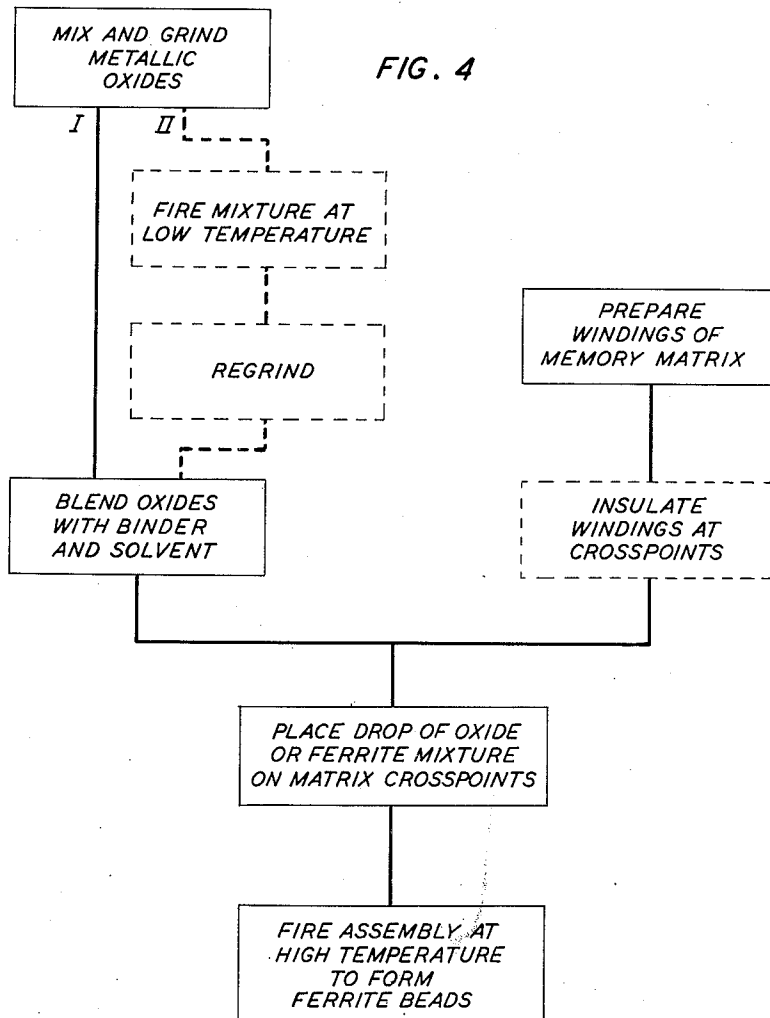 MIX AND GRIND
METALLIC
OXIDES
FIG. 4
I
II
FIRE MIXTURE AT
LOW TEMPERATURE
REGRIND
PREPARE
WINDINGS OF
MEMORY MATRIX
BLEND OXIDES
WITH BINDER
AND SOLVENT
INSULATE
WINDINGS AT
CROSSPOINTS
PLACE DROP OF OXIDE
OR FERRITE MIXTURE
ON MATRIX CROSSPOINTS
FIRE ASSEMBLY AT
HIGH TEMPERATURE
TO FORM
FERRITE BEADS